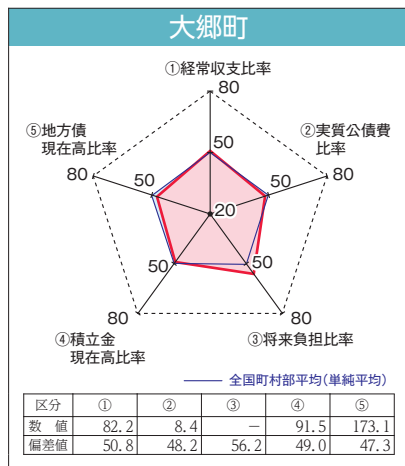 大郷町
①経常収支比率
80
⑤地方債
現在高比率
②実質公債費
比率
80
80
50
50
50
20
50
50
80
80
④積立金
現在高比率
③将来負担比率
全国町村部平均(単純平均)
区分 ① ② ③ ④ ⑤
数 値 82.2 8.4 － 91.5 173.1
偏差値 50.8 48.2 56.2 49.0 47.3